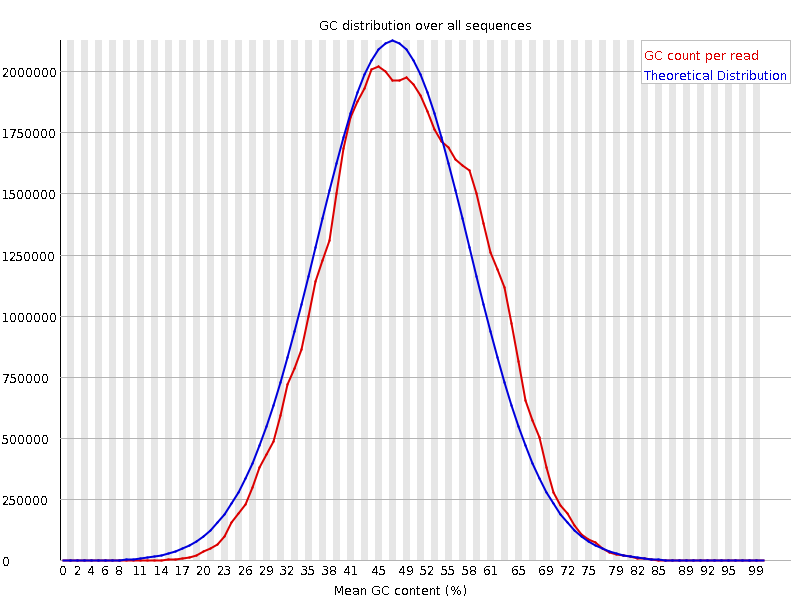 GC distribution over all sequences
GC count per read
Theoretical Distribution
2000000
1750000
1500000
1250000
1000000
750000
500000
250000
0
0 2 4 6 8 11 14 17 20 23 26 29 32 35 38 41 45 49 52 55 58 61 65 69 72 75 79 82 85 89 92 95 99
Mean GC content (%)